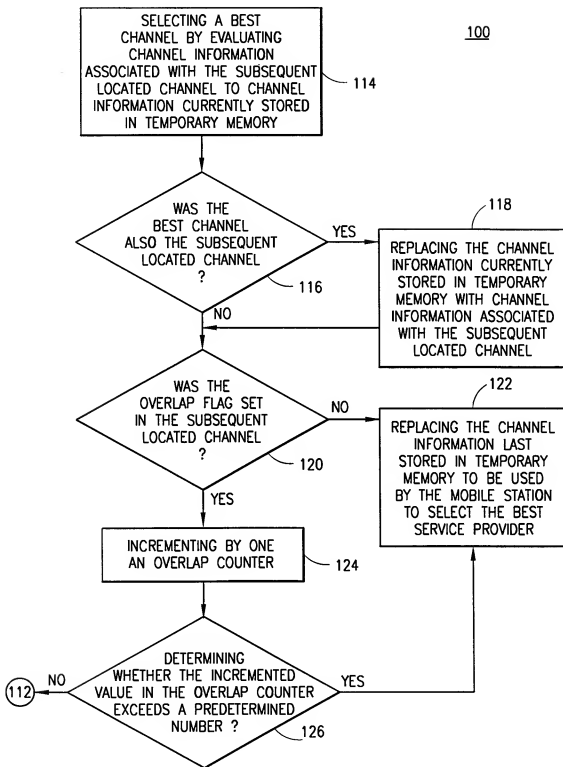 SELECTING A BEST
CHANNEL BY EVALUATING
CHANNEL INFORMATION
ASSOCIATED WITH THE SUBSEQUENT
LOCATED CHANNEL TO CHANNEL
INFORMATION CURRENTLY STORED
IN TEMPORARY MEMORY
100
114
WAS THE
BEST CHANNEL
ALSO THE SUBSEQUENT
LOCATED CHANNEL
?
YES
116
NO
118
REPLACING THE CHANNEL
INFORMATION CURRENTLY
STORED IN TEMPORARY
MEMORY WITH CHANNEL
INFORMATION ASSOCIATED
WITH THE SUBSEQUENT
LOCATED CHANNEL
WAS THE
OVERLAP FLAG SET
IN THE SUBSEQUENT
LOCATED CHANNEL
?
NO
120
YES
122
REPLACING THE CHANNEL
INFORMATION LAST
STORED IN TEMPORARY
MEMORY TO BE USED
BY THE MOBILE STATION
TO SELECT THE BEST
SERVICE PROVIDER
INCREMENTING BY ONE
AN OVERLAP COUNTER
124
DETERMINING
WHETHER THE INCREMENTED
VALUE IN THE OVERLAP COUNTER
EXCEEDS A PREDETERMINED
NUMBER ?
NO
112
YES
126